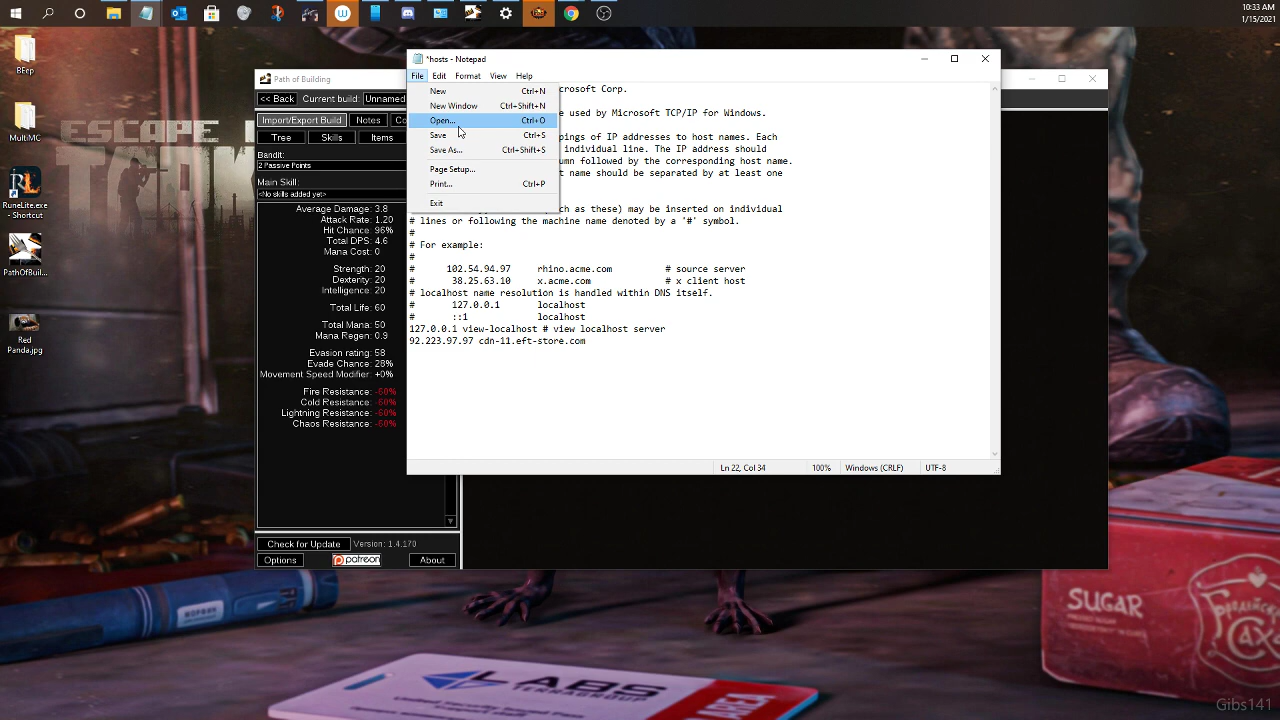 10:33 AM
1/15/2021
BEep
MultiMC
RuneLite.exe
- Shortcut
PathOfBuil...
Red
Panda.jpg
ESCAPE
Path of Building
<< Back
Current build:
Unnamed
Import/Export Build
Notes
Co
Tree
Skills
Items
Bandit:
2 Passive Points
Main Skill:
<No skills added yet>
Average Damage: 3.8
Attack Rate: 1.20
Hit Chance: 96%
Total DPS: 4.6
Mana Cost: 0
Strength: 20
Dexterity: 20
Intelligence: 20
Total Life: 60
Total Mana: 50
Mana Regen: 0.9
Evasion rating: 58
Evade Chance: 28%
Movement Speed Modifier: +0%
Fire Resistance: -60%
Cold Resistance: -60%
Lightning Resistance: -60%
Chaos Resistance: -60%
Check for Update
Version: 1.4.170
Options
patreon
About
*hosts - Notepad
File Edit Format View Help
New Ctrl+N
New Window Ctrl+Shift+N
Open... Ctrl+O
Save Ctrl+S
Save As... Ctrl+Shift+S
Page Setup...
Print... Ctrl+P
Exit
crosoft Corp.
e used by Microsoft TCP/IP for Windows.
pings of IP addresses to host names. Each
individual line. The IP address should
umn followed by the corresponding host name.
t name should be separated by at least one
ch as these) may be inserted on individual
# lines or following the machine name denoted by a '#' symbol.
#
# For example:
#
# 102.54.94.97 rhino.acme.com # source server
# 38.25.63.10 x.acme.com # x client host
# localhost name resolution is handled within DNS itself.
# 127.0.0.1 localhost
# ::1 localhost
127.0.0.1 view-localhost # view localhost server
92.223.97.97 cdn-11.eft-store.com
Ln 22, Col 34
100%
Windows (CRLF)
UTF-8
LABS
TERRAGROUP
AREA
SUGAR
Gibs141